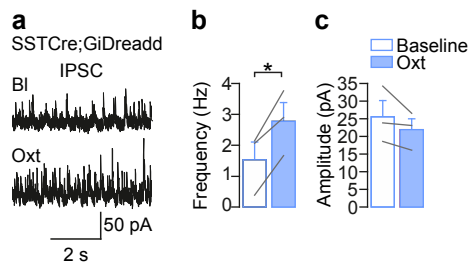 a
SSTCre;GiDreadd
IPSC
Bl
Oxt
50 pA
2 s
b
*
Frequency (Hz)
4
3
2
1
0
c
Baseline
Oxt
Amplitude (pA)
35
30
25
20
15
10
5
0